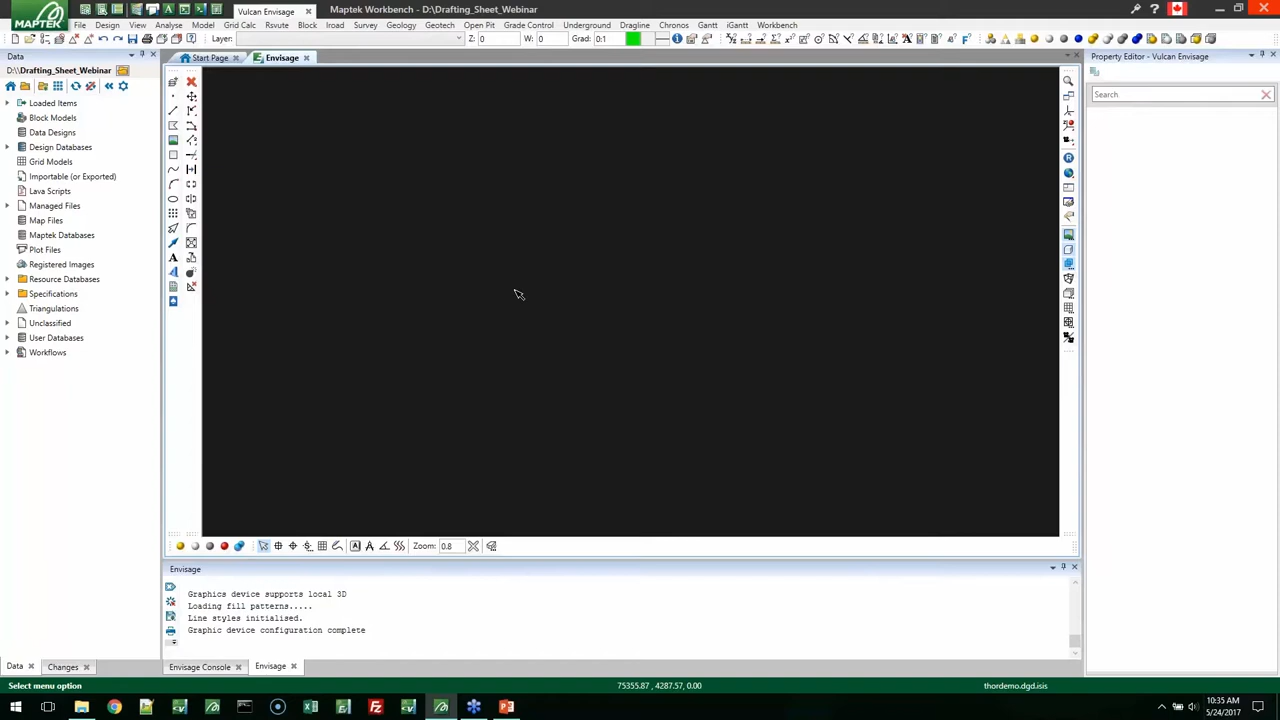 Vulcan Envisage
Maptek Workbench - D:\Drafting_Sheet_Webinar
MAPTEK
File Design View Analyse Model Grid Calc Rsvute Block Iroad Survey Geology Geotech Open Pit Grade Control Underground Dragline Chronos Gantt iGantt Workbench
Layer: Z: 0 W: 0 Grad: 0:1
Data
D:\Drafting_Sheet_Webinar
Start Page Envisage
Property Editor - Vulcan Envisage
Search
Loaded Items
Block Models
Data Designs
Design Databases
Grid Models
Importable (or Exported)
Lava Scripts
Managed Files
Map Files
Maptek Databases
Plot Files
Registered Images
Resource Databases
Specifications
Triangulations
Unclassified
User Databases
Workflows
Zoom: 0.8
Envisage
Graphics device supports local 3D
Loading fill patterns.....
Line styles initialised.
Graphic device configuration complete
Data Changes
Envisage Console Envisage
Select menu option
75355.87 , 4287.57, 0.00
thordemo.dgd.isis
10:35 AM
5/24/2017